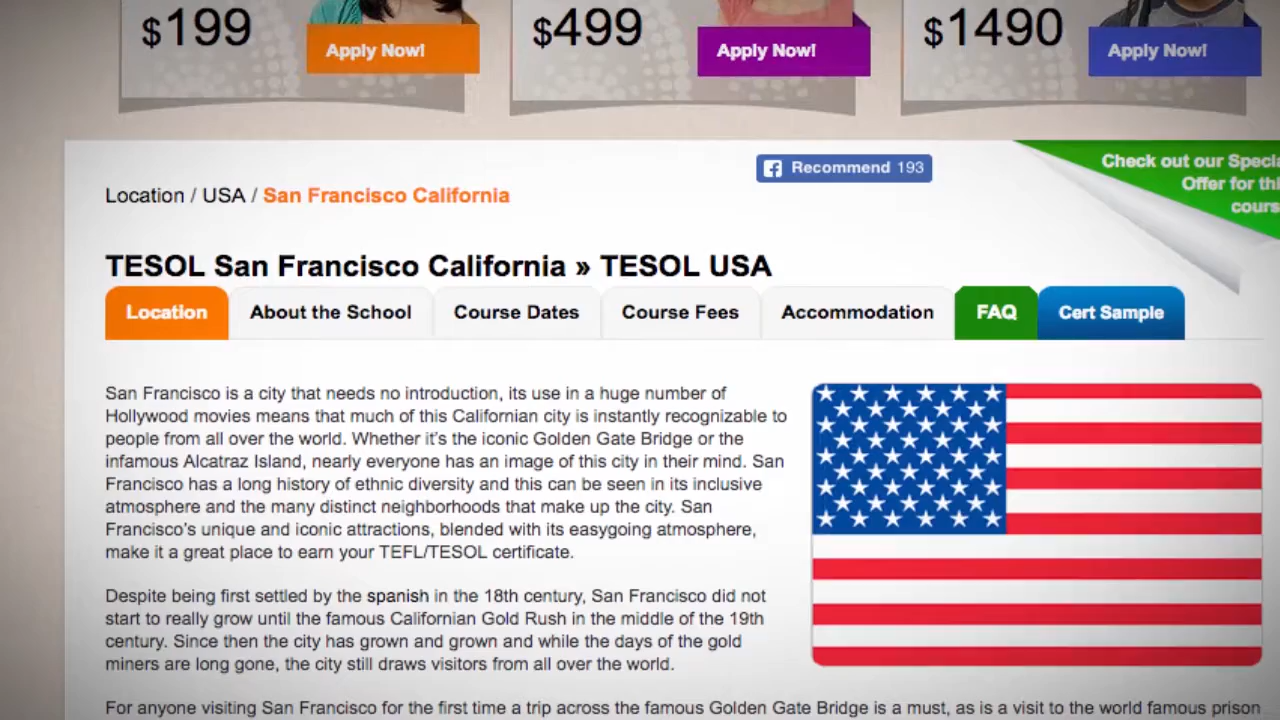 $199
Apply Now!
$499
Apply Now!
$1490
Apply Now!
Recommend 193
Check out our
Offer for
Location / USA / San Francisco California
TESOL San Francisco California » TESOL USA
Location
About the School
Course Dates
Course Fees
Accommodation
FAQ
Cert Sample
San Francisco is a city that needs no introduction, its use in a huge number of
Hollywood movies means that much of this Californian city is instantly recognizable to
people from all over the world. Whether it's the iconic Golden Gate Bridge or the
infamous Alcatraz Island, nearly everyone has an image of this city in their mind. San
Francisco has a long history of ethnic diversity and this can be seen in its inclusive
atmosphere and the many distinct neighborhoods that make up the city. San
Francisco's unique and iconic attractions, blended with its easygoing atmosphere,
make it a great place to earn your TEFL/TESOL certificate.
Despite being first settled by the spanish in the 18th century, San Francisco did not
start to really grow until the famous Californian Gold Rush in the middle of the 19th
century. Since then the city has grown and grown and while the days of the gold
miners are long gone, the city still draws visitors from all over the world.
For anyone visiting San Francisco for the first time a trip across the famous Golden Gate Bridge is a must, as is a visit to the world famous prison